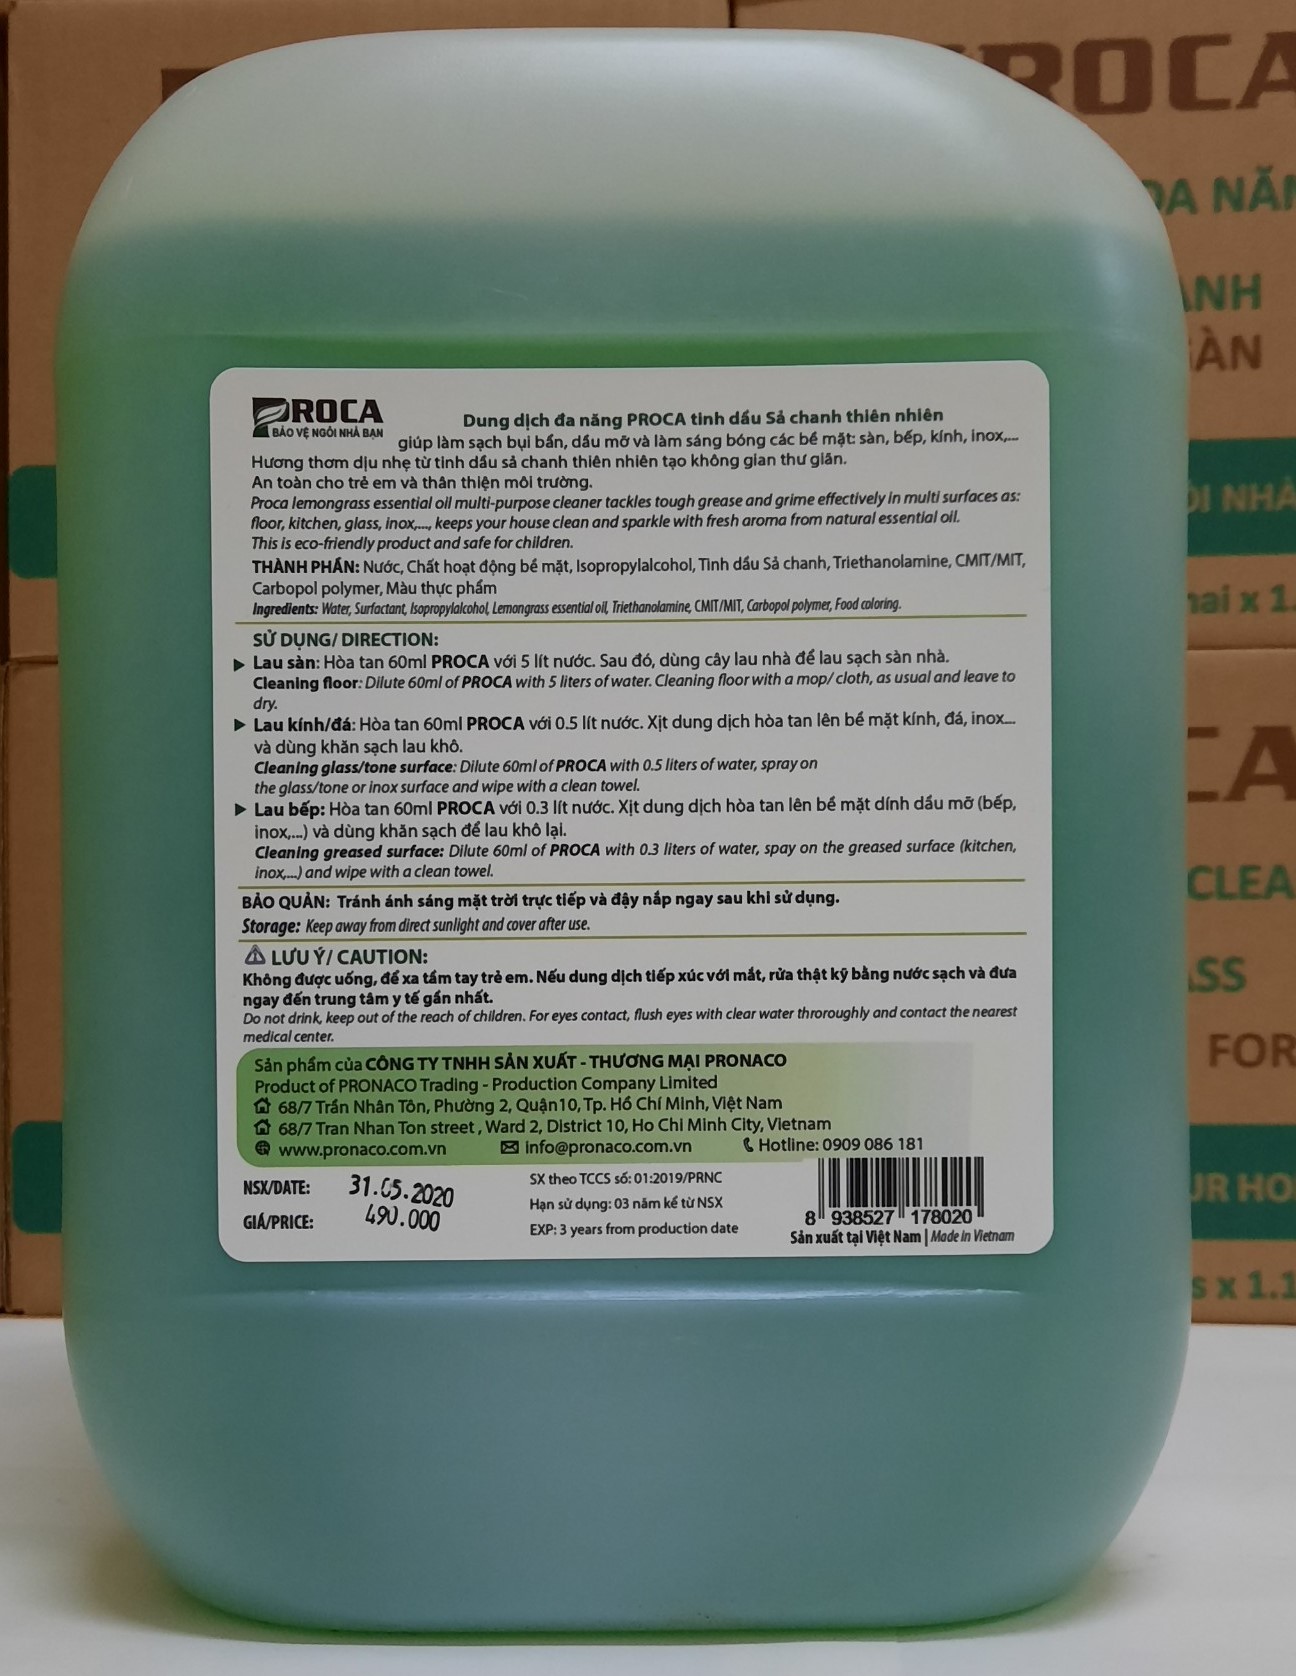 PROCA
BẢO VỆ NGÔI NHÀ BẠN
Dung dịch đa năng PROCA tinh dầu Sả chanh thiên nhiên
giúp làm sạch bụi bẩn, dầu mỡ và làm sáng bóng các bề mặt: sàn, bếp, kính, inox,...
Hương thơm dịu nhẹ từ tinh dầu sả chanh thiên nhiên tạo không gian thư giãn.
An toàn cho trẻ em và thân thiện môi trường.
Proca lemongrass essential oil multi-purpose cleaner tackles tough grease and grime effectively in multi surfaces as:
floor, kitchen, glass, inox,..., keeps your house clean and sparkle with fresh aroma from natural essential oil.
This is eco-friendly product and safe for children.
THÀNH PHẦN: Nước, Chất hoạt động bề mặt, Isopropylalcohol, Tinh dầu Sả chanh, Triethanolamine, CMIT/MIT,
Carbopol polymer, Màu thực phẩm
Ingredients: Water, Surfactant, Isopropylalcohol, Lemongrass essential oil, Triethanolamine, CMIT/MIT, Carbopol polymer, Food coloring.
SỬ DỤNG/ DIRECTION:
Lau sàn: Hòa tan 60ml PROCA với 5 lít nước. Sau đó, dùng cây lau nhà để lau sạch sàn nhà.
Cleaning floor: Dilute 60ml of PROCA with 5 liters of water. Cleaning floor with a mop/ cloth, as usual and leave to
dry.
Lau kính/đá: Hòa tan 60ml PROCA với 0.5 lít nước. Xịt dung dịch hòa tan lên bề mặt kính, đá, inox...
và dùng khăn sạch lau khô.
Cleaning glass/tone surface: Dilute 60ml of PROCA with 0.5 liters of water, spray on
the glass/tone or inox surface and wipe with a clean towel.
Lau bếp: Hòa tan 60ml PROCA với 0.3 lít nước. Xịt dung dịch hòa tan lên bề mặt dính dầu mỡ (bếp,
inox,...) và dùng khăn sạch để lau khô lại.
Cleaning greased surface: Dilute 60ml of PROCA with 0.3 liters of water, spay on the greased surface (kitchen,
inox,...) and wipe with a clean towel.
BẢO QUẢN: Tránh ánh sáng mặt trời trực tiếp và đậy nắp ngay sau khi sử dụng.
Storage: Keep away from direct sunlight and cover after use.
LƯU Ý/ CAUTION:
Không được uống, để xa tầm tay trẻ em. Nếu dung dịch tiếp xúc với mắt, rửa thật kỹ bằng nước sạch và đưa
ngay đến trung tâm y tế gần nhất.
Do not drink, keep out of the reach of children. For eyes contact, flush eyes with clear water throroughly and contact the nearest
medical center.
Sản phẩm của CÔNG TY TNHH SẢN XUẤT - THƯƠNG MẠI PRONACO
Product of PRONACO Trading - Production Company Limited
68/7 Trần Nhân Tôn, Phường 2, Quận10, Tp. Hồ Chí Minh, Việt Nam
68/7 Tran Nhan Ton street , Ward 2, District 10, Ho Chi Minh City, Vietnam
www.pronaco.com.vn info@pronaco.com.vn Hotline: 0909 086 181
NSX/DATE: 31.05.2020
GIÁ/PRICE: 490.000
SX theo TCCS số: 01:2019/PRNC
Hạn sử dụng: 03 năm kể từ NSX
EXP: 3 years from production date
8 938527 178020
Sản xuất tại Việt Nam | Made in Vietnam
ROCA
ĐA NĂ
ANH
ÀN
NHÀ
hai x 1.
CA
CLEA
SS
FOR
UR HO
s x 1.1